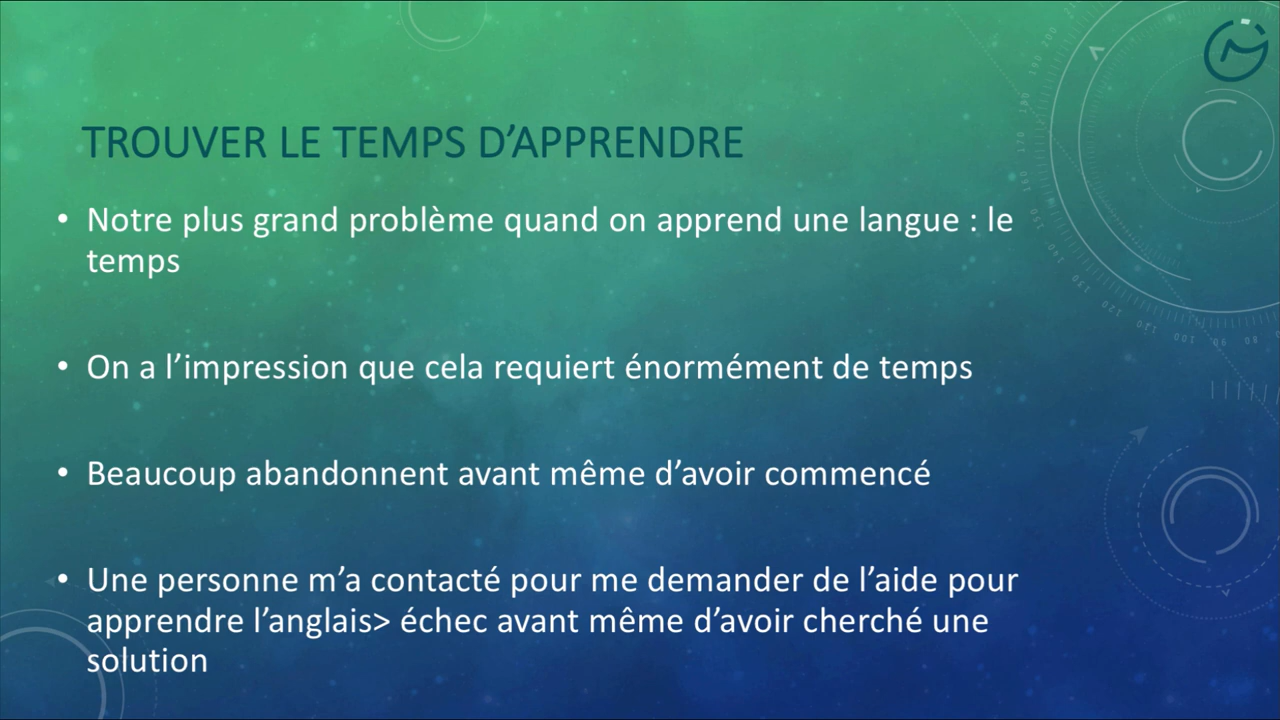 TROUVER LE TEMPS D’APPRENDRE
• Notre plus grand problème quand on apprend une langue : le
temps
• On a l’impression que cela requiert énormément de temps
• Beaucoup abandonnent avant même d’avoir commencé
• Une personne m’a contacté pour me demander de l’aide pour
apprendre l’anglais> échec avant même d’avoir cherché une
solution